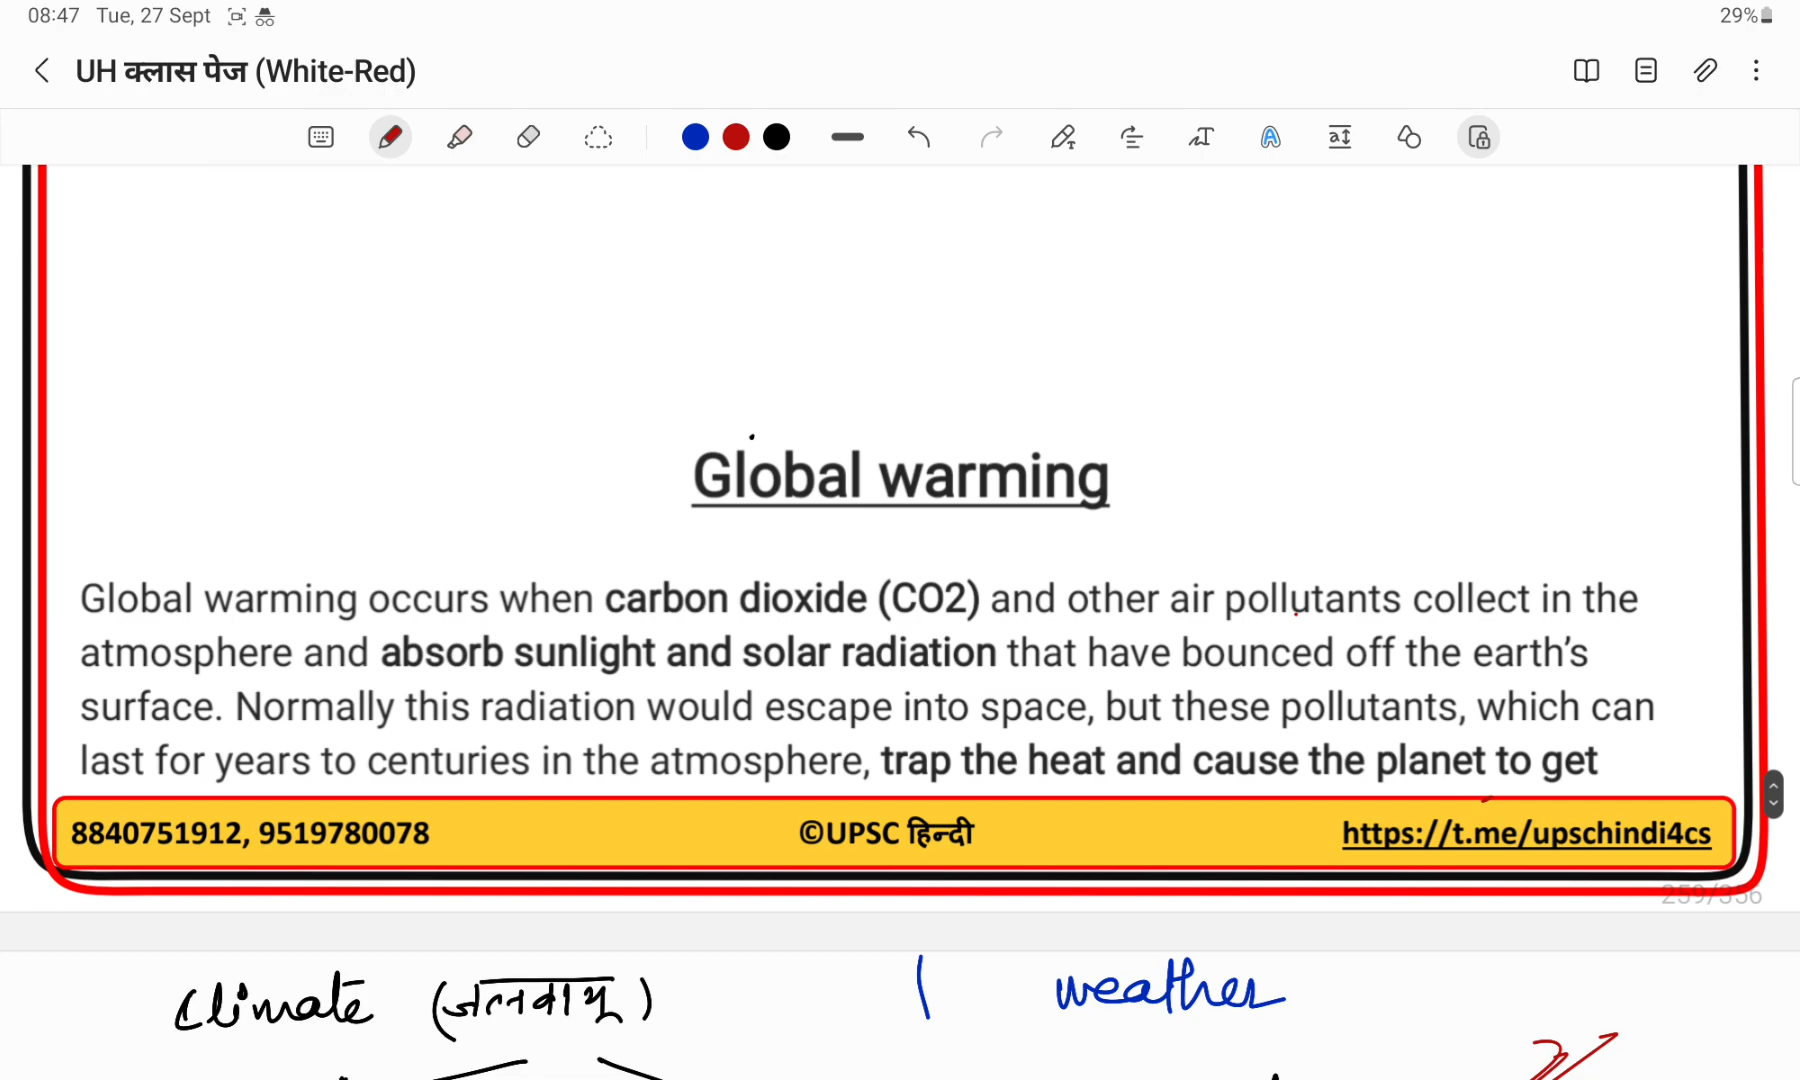 08:47 Tue, 27 Sept 29%
UH क्लास पेज (White-Red)
Global warming
Global warming occurs when carbon dioxide (CO2) and other air pollutants collect in the
atmosphere and absorb sunlight and solar radiation that have bounced off the earth’s
surface. Normally this radiation would escape into space, but these pollutants, which can
last for years to centuries in the atmosphere, trap the heat and cause the planet to get
8840751912, 9519780078 ©UPSC हिन्दी https://t.me/upschindi4cs
259/356
climate (जलवायु) weather